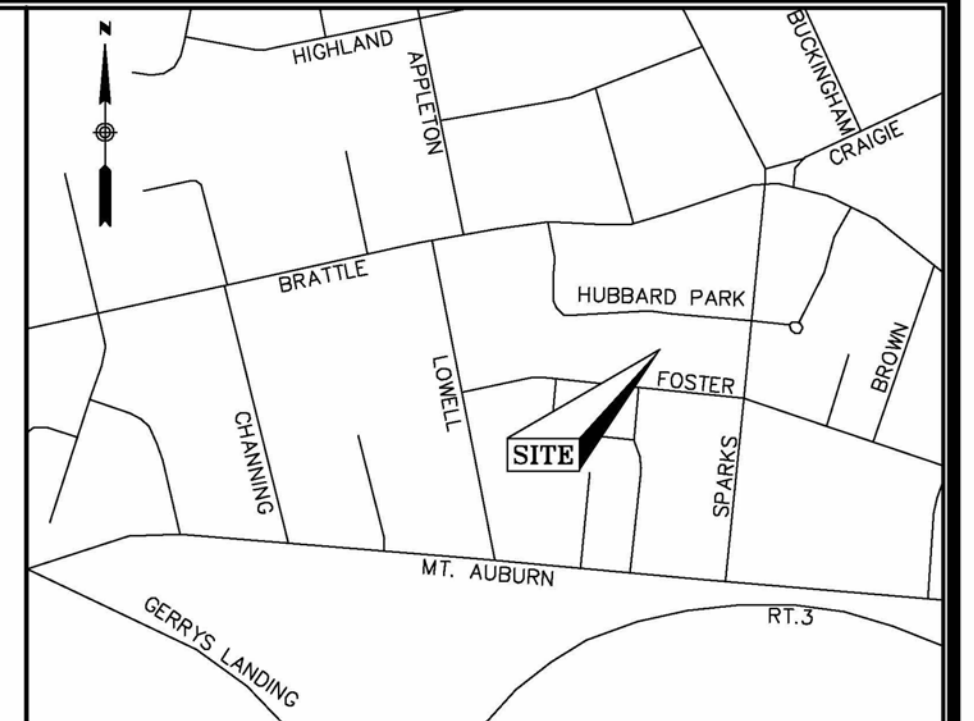 N
HIGHLAND
APPLETON
BUCKINGHAM
CRAIGIE
BRATTLE
HUBBARD PARK
LOWELL
FOSTER
BROWN
CHANNING
SITE
SPARKS
MT. AUBURN
GERRYS LANDING
RT.3